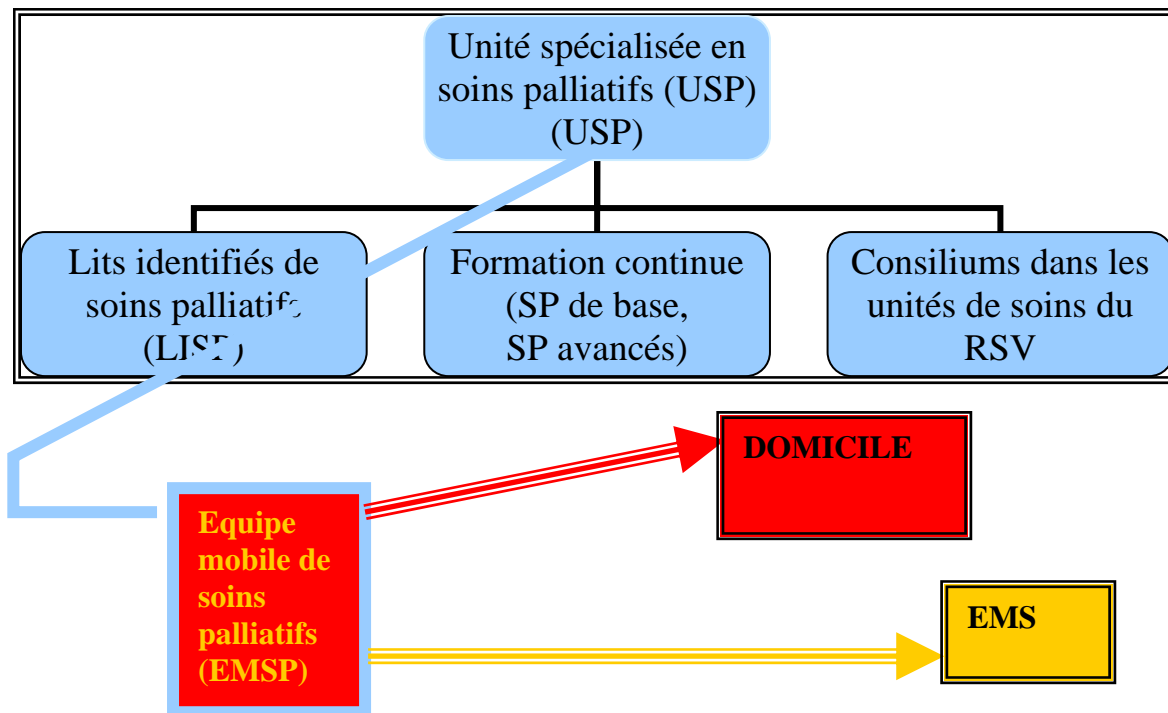 Unité spécialisée en
soins palliatifs (USP)
(USP)
Lits identifiés de
soins palliatifs
(LISP)
Formation continue
(SP de base,
SP avancés)
Consiliums dans les
unités de soins du
RSV
DOMICILE
Equipe
mobile de
soins
palliatifs
(EMSP)
EMS